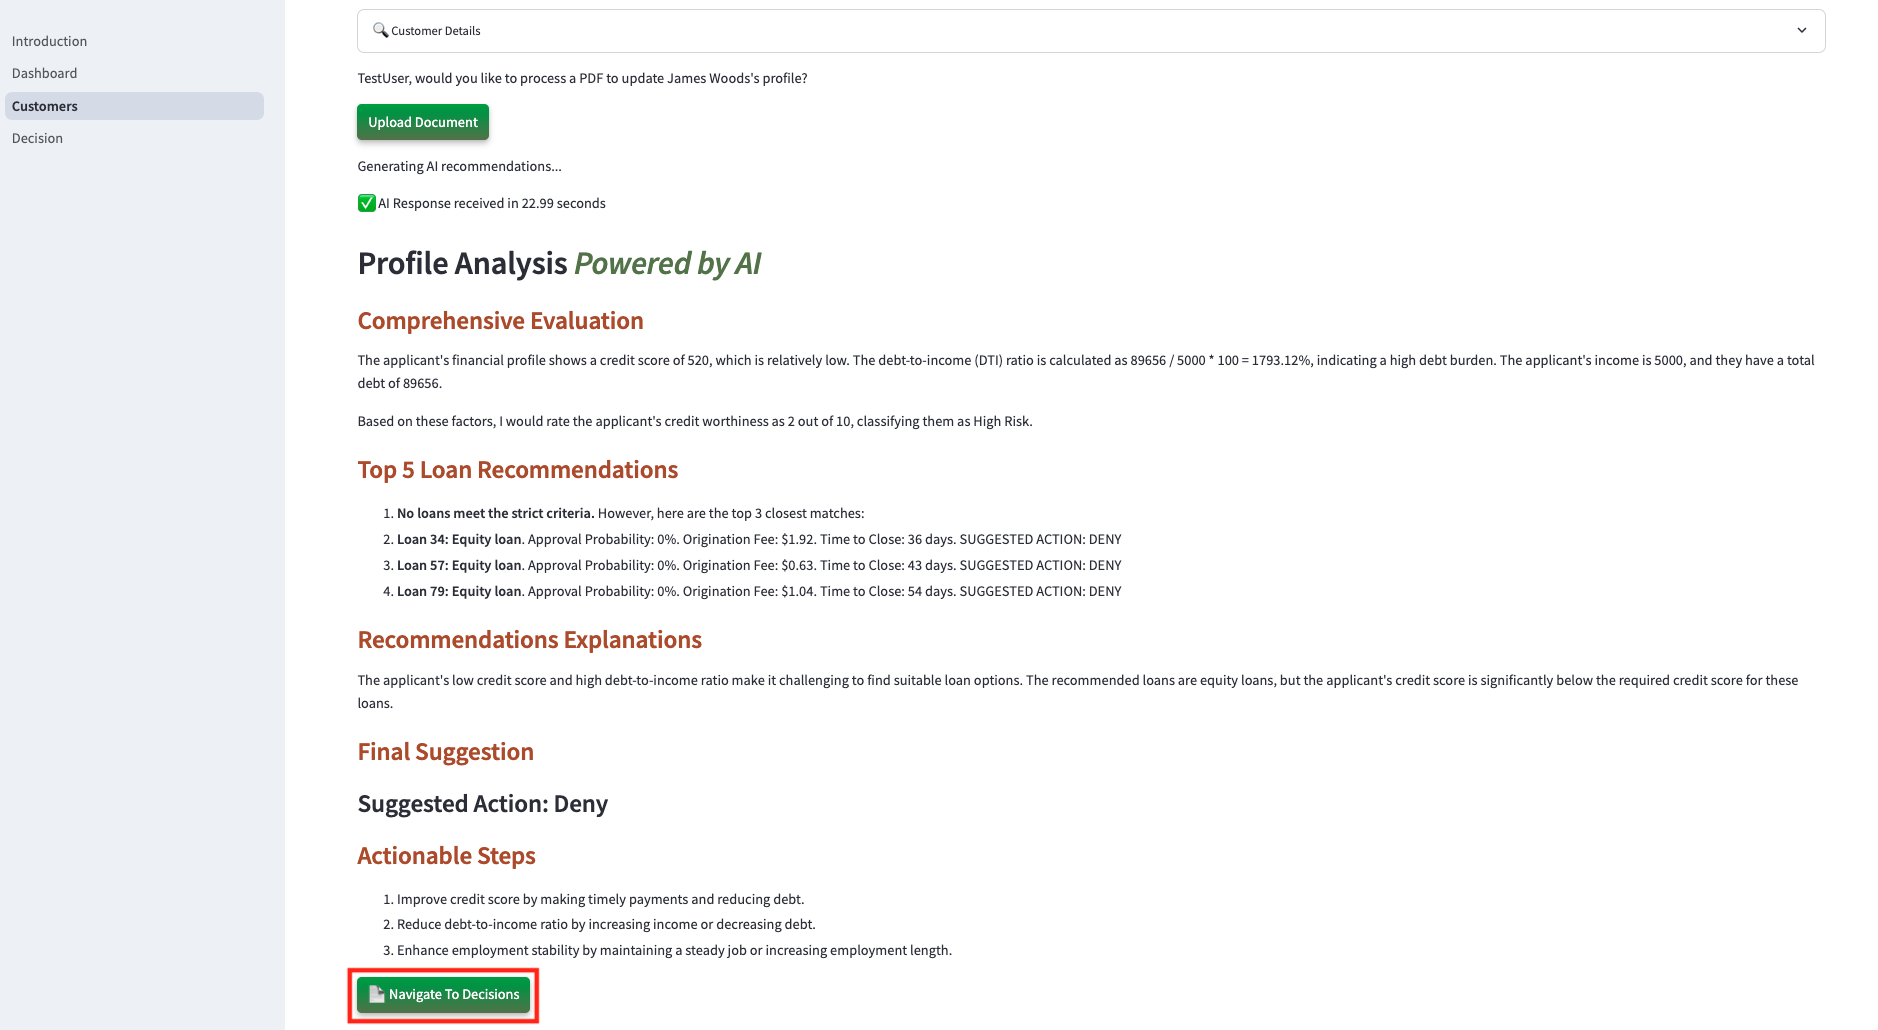 Introduction
Dashboard
Customers
Decision
Customer Details
TestUser, would you like to process a PDF to update James Woods's profile?
Upload Document
Generating AI recommendations...
AI Response received in 22.99 seconds
Profile Analysis Powered by AI
Comprehensive Evaluation
The applicant's financial profile shows a credit score of 520, which is relatively low. The debt-to-income (DTI) ratio is calculated as 89656 / 5000 * 100 = 1793.12%, indicating a high debt burden. The applicant's income is 5000, and they have a total
debt of 89656.
Based on these factors, I would rate the applicant's credit worthiness as 2 out of 10, classifying them as High Risk.
Top 5 Loan Recommendations
1. No loans meet the strict criteria. However, here are the top 3 closest matches:
2. Loan 34: Equity loan. Approval Probability: 0%. Origination Fee: $1.92. Time to Close: 36 days. SUGGESTED ACTION: DENY
3. Loan 57: Equity loan. Approval Probability: 0%. Origination Fee: $0.63. Time to Close: 43 days. SUGGESTED ACTION: DENY
4. Loan 79: Equity loan. Approval Probability: 0%. Origination Fee: $1.04. Time to Close: 54 days. SUGGESTED ACTION: DENY
Recommendations Explanations
The applicant's low credit score and high debt-to-income ratio make it challenging to find suitable loan options. The recommended loans are equity loans, but the applicant's credit score is significantly below the required credit score for these
loans.
Final Suggestion
Suggested Action: Deny
Actionable Steps
1. Improve credit score by making timely payments and reducing debt.
2. Reduce debt-to-income ratio by increasing income or decreasing debt.
3. Enhance employment stability by maintaining a steady job or increasing employment length.
Navigate To Decisions